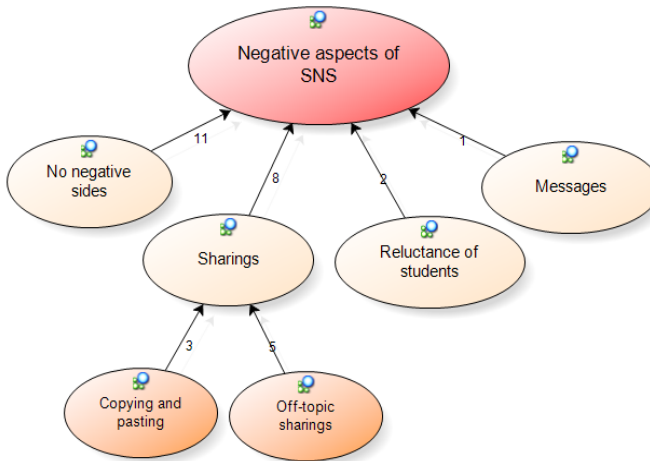 Negative aspects of
SNS
11
8
2
1
No negative
sides
Messages
Sharings
Reluctance of
students
3
5
Copying and
pasting
Off-topic
sharings